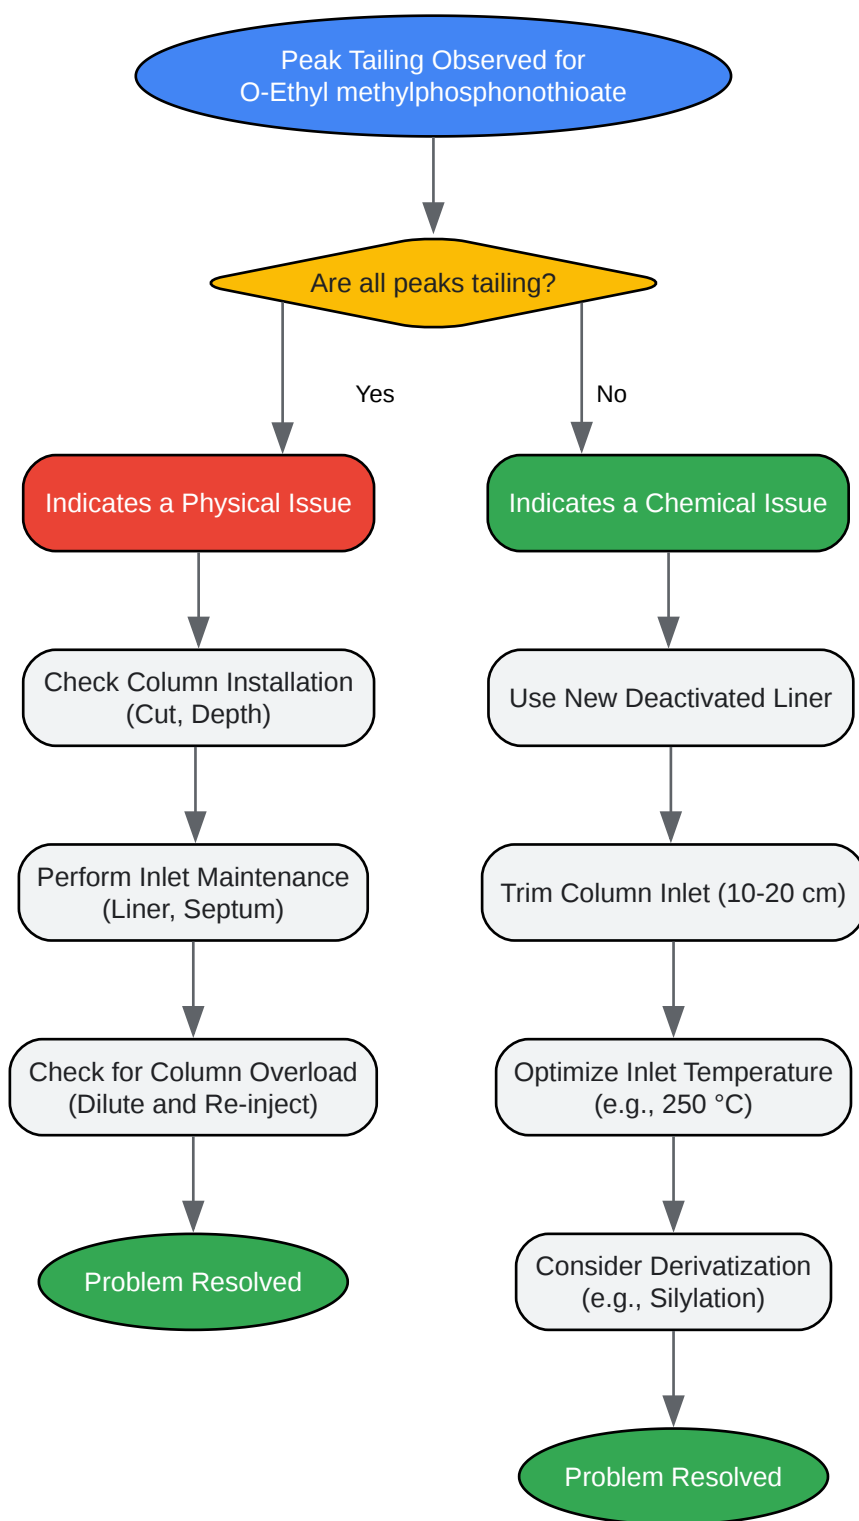 Peak Tailing Observed for
O-Ethyl methylphosphonothioate
Are all peaks tailing?
Yes
No
Indicates a Physical Issue
Indicates a Chemical Issue
Check Column Installation
(Cut, Depth)
Use New Deactivated Liner
Perform Inlet Maintenance
(Liner, Septum)
Trim Column Inlet (10-20 cm)
Check for Column Overload
(Dilute and Re-inject)
Optimize Inlet Temperature
(e.g., 250 °C)
Problem Resolved
Consider Derivatization
(e.g., Silylation)
Problem Resolved